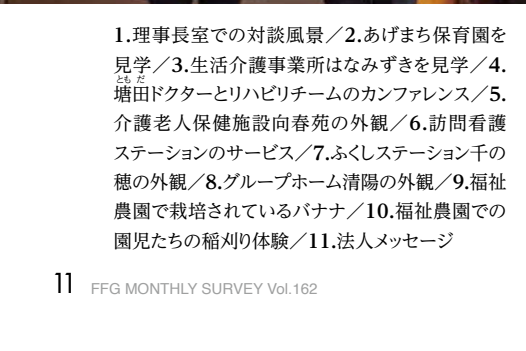 1.理事長室での対談風景／2.あげまち保育園を
見学／3.生活介護事業所はなみずきを見学／4.
ともだ
塘田ドクターとリハビリチームのカンファレンス／5.
介護老人保健施設向春苑の外観／6.訪問看護
ステーションのサービス／7.ふくしステーション千の
穂の外観／8.グループホーム清陽の外観／9.福祉
農園で栽培されているバナナ／10.福祉農園での
園児たちの稲刈り体験／11.法人メッセージ
11 FFG MONTHLY SURVEY Vol.162